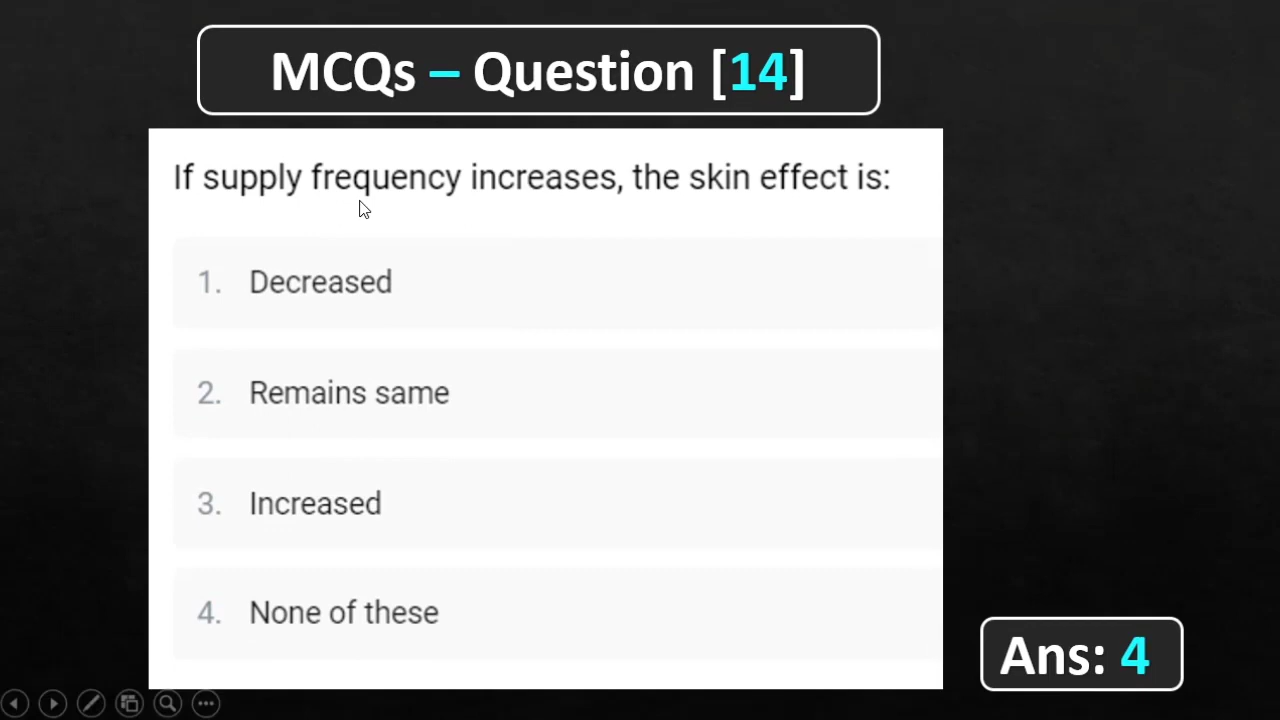 MCQs – Question [14]
If supply frequency increases, the skin effect is:
1. Decreased
2. Remains same
3. Increased
4. None of these
Ans: 4